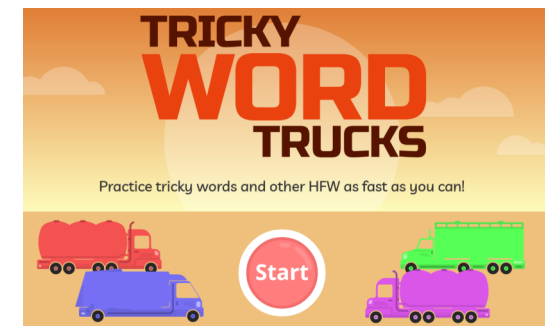 TRICKY
WORD
TRUCKS
Practice tricky words and other HFW as fast as you can!
Start